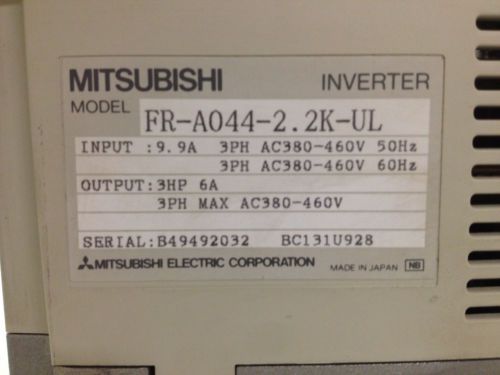 MITSUBISHI INVERTER
MODEL FR-A044-2.2K-UL
INPUT :9.9A 3PH AC380-460V 50Hz
3PH AC380-460V 60Hz
OUTPUT:3HP 6A
3PH MAX AC380-460V
SERIAL:B49492032 BC131U928
MITSUBISHI ELECTRIC CORPORATION MADE IN JAPAN NB